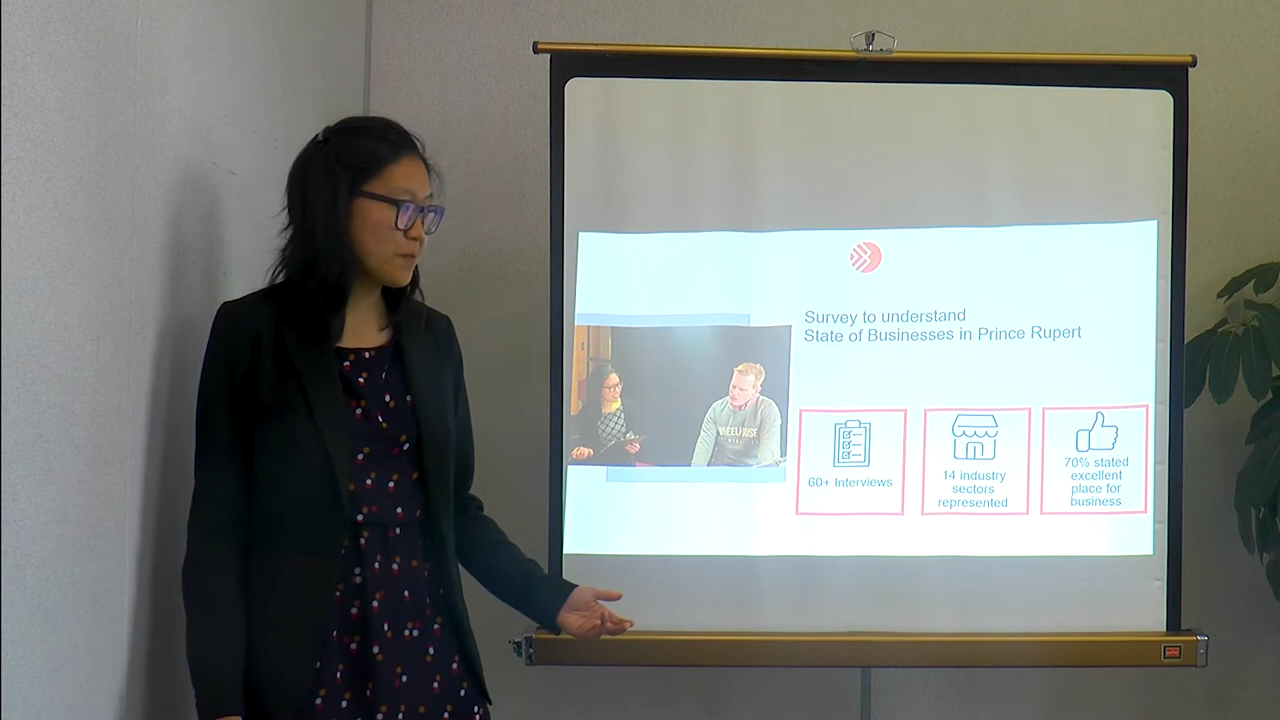 Survey to understand
State of Businesses in Prince Rupert
WHEELHOUSE
60+ Interviews
14 industry
sectors
represented
70% stated
excellent
place for
business